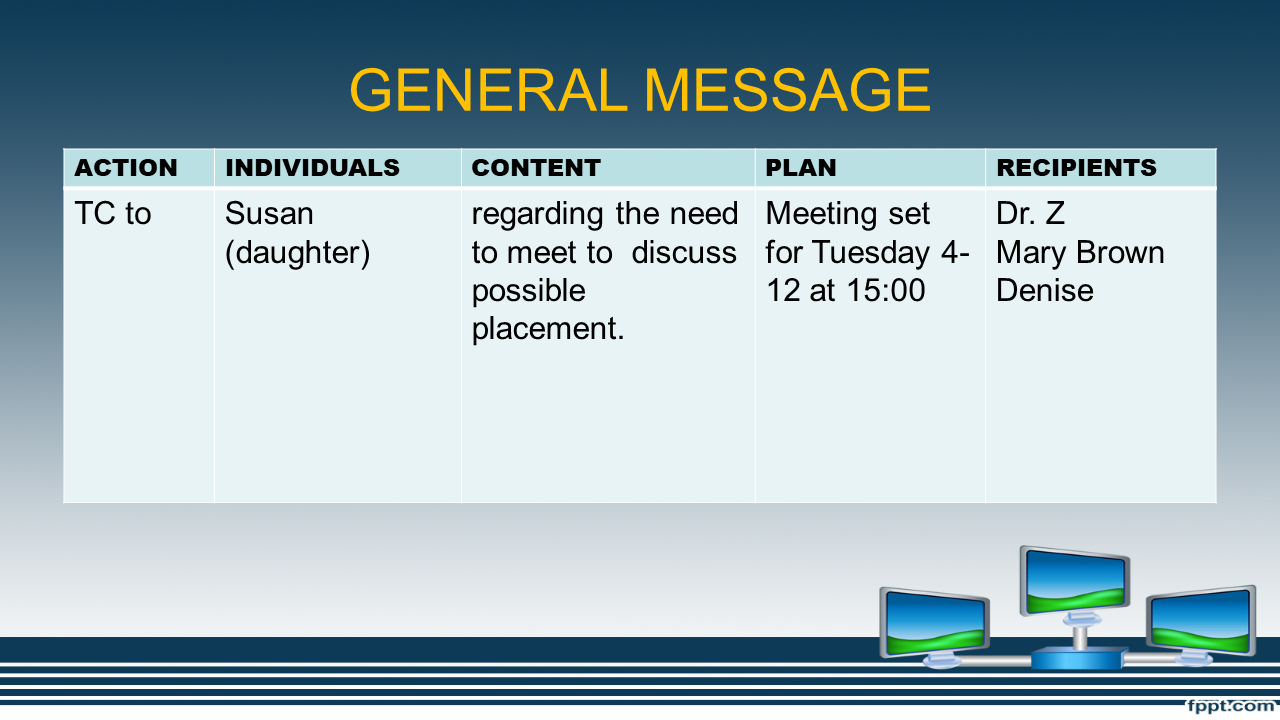 GENERAL MESSAGE
ACTION INDIVIDUALS CONTENT PLAN RECIPIENTS
TC to
Susan
(daughter)
regarding the need
to meet to discuss
possible
placement.
Meeting set
for Tuesday 4-
12 at 15:00
Dr. Z
Mary Brown
Denise
fppt.com